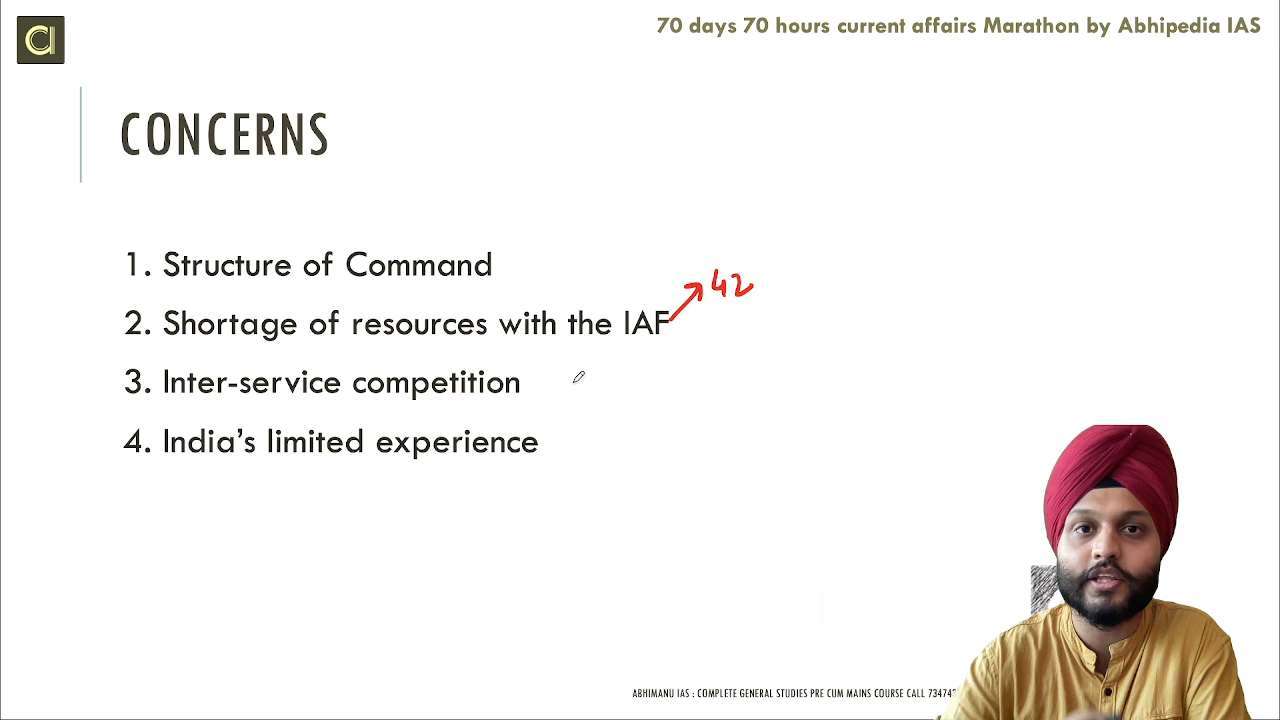 70 days 70 hours current affairs Marathon by Abhipedia IAS
CONCERNS
1. Structure of Command
42
2. Shortage of resources with the IAF
3. Inter-service competition
4. India's limited experience
ABHIMANU IAS : COMPLETE GENERAL STUDIES PRE CUM MAINS COURSE CALL